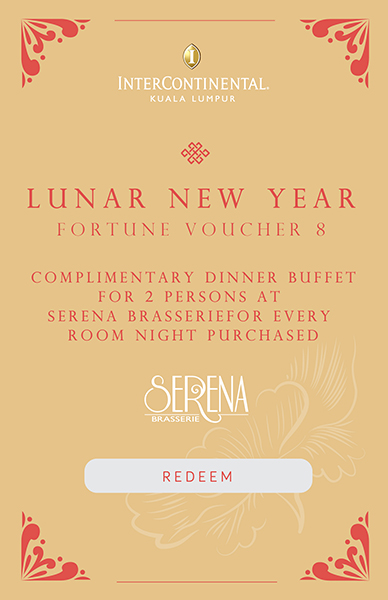 INTERCONTINENTAL.
KUALA LUMPUR
LUNAR NEW YEAR
FORTUNE VOUCHER 8
COMPLIMENTARY DINNER BUFFET
FOR 2 PERSONS AT
SERENA BRASSERIEFOR EVERY
ROOM NIGHT PURCHASED
SERENA
BRASSERIE
REDEEM